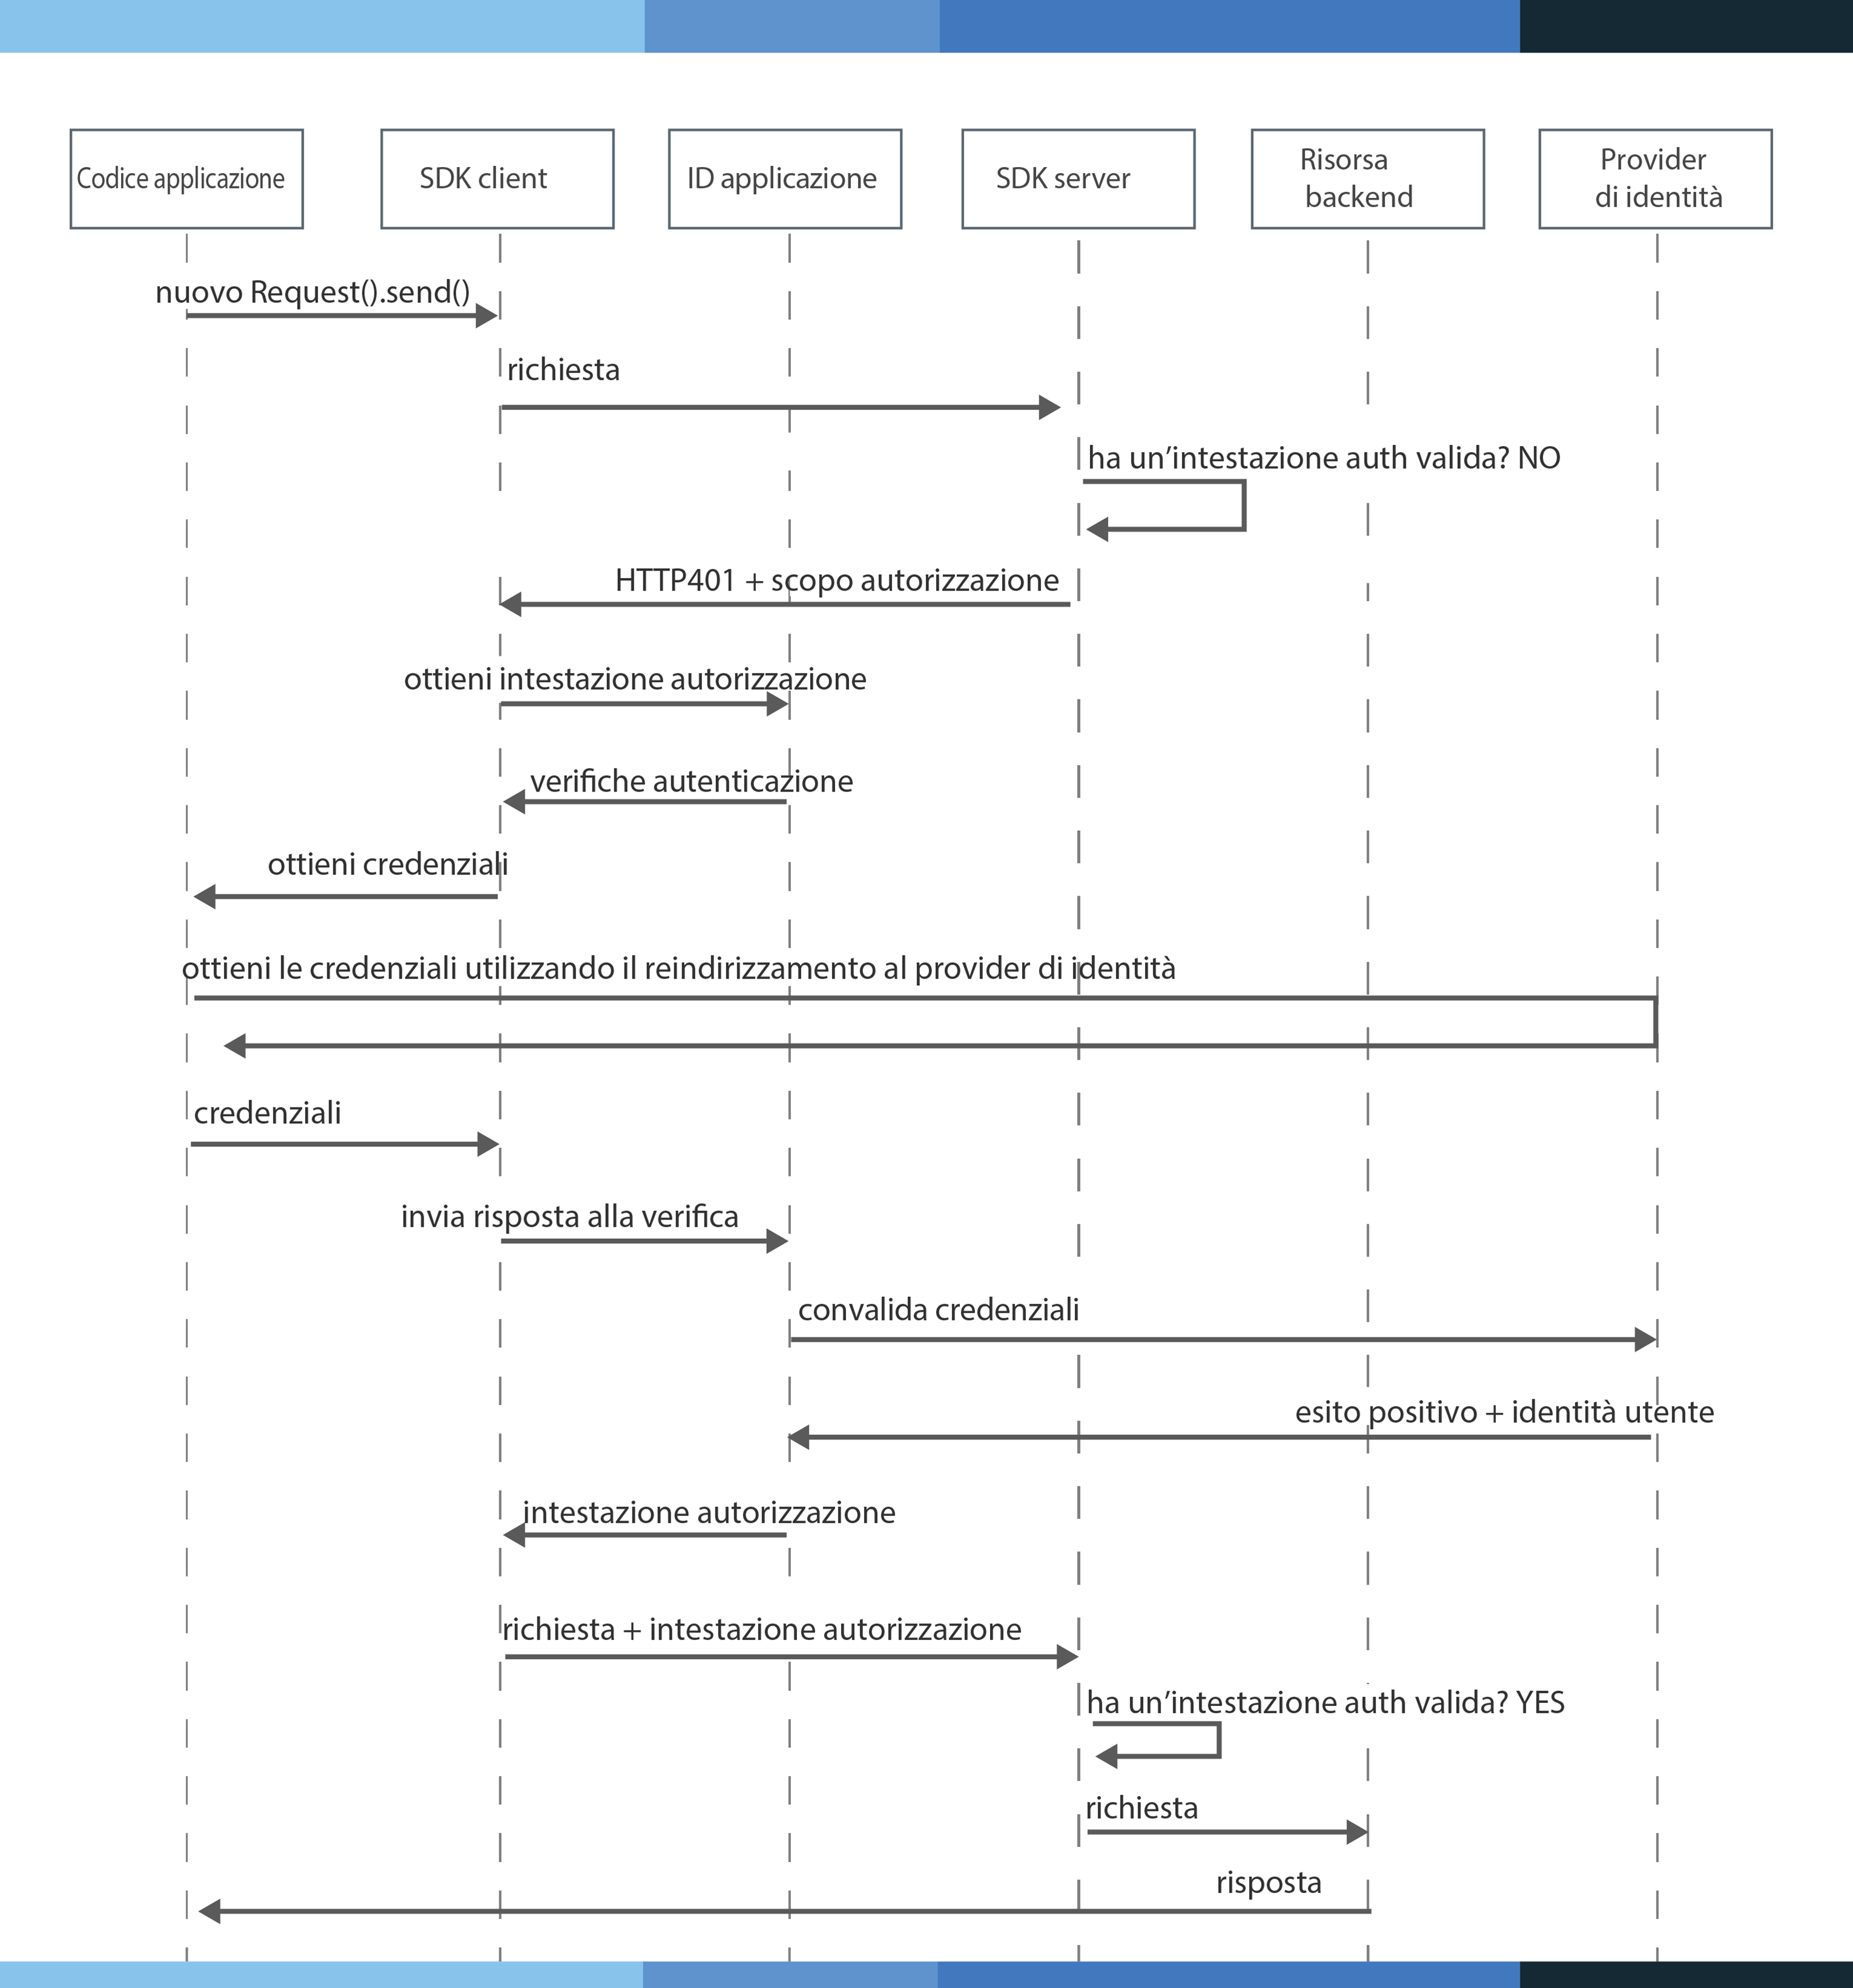 Codice applicazione
SDK client
ID applicazione
SDK server
Risorsa
backend
Provider
di identità
nuovo Request().send()
richiesta
ha un’intestazione auth valida? NO
HTTP401 + scopo autorizzazione
ottieni intestazione autorizzazione
verifiche autenticazione
ottieni credenziali
ottieni le credenziali utilizzando il reindirizzamento al provider di identità
credenziali
invia risposta alla verifica
convalida credenziali
esito positivo + identità utente
intestazione autorizzazione
richiesta + intestazione autorizzazione
ha un’intestazione auth valida? YES
richiesta
risposta